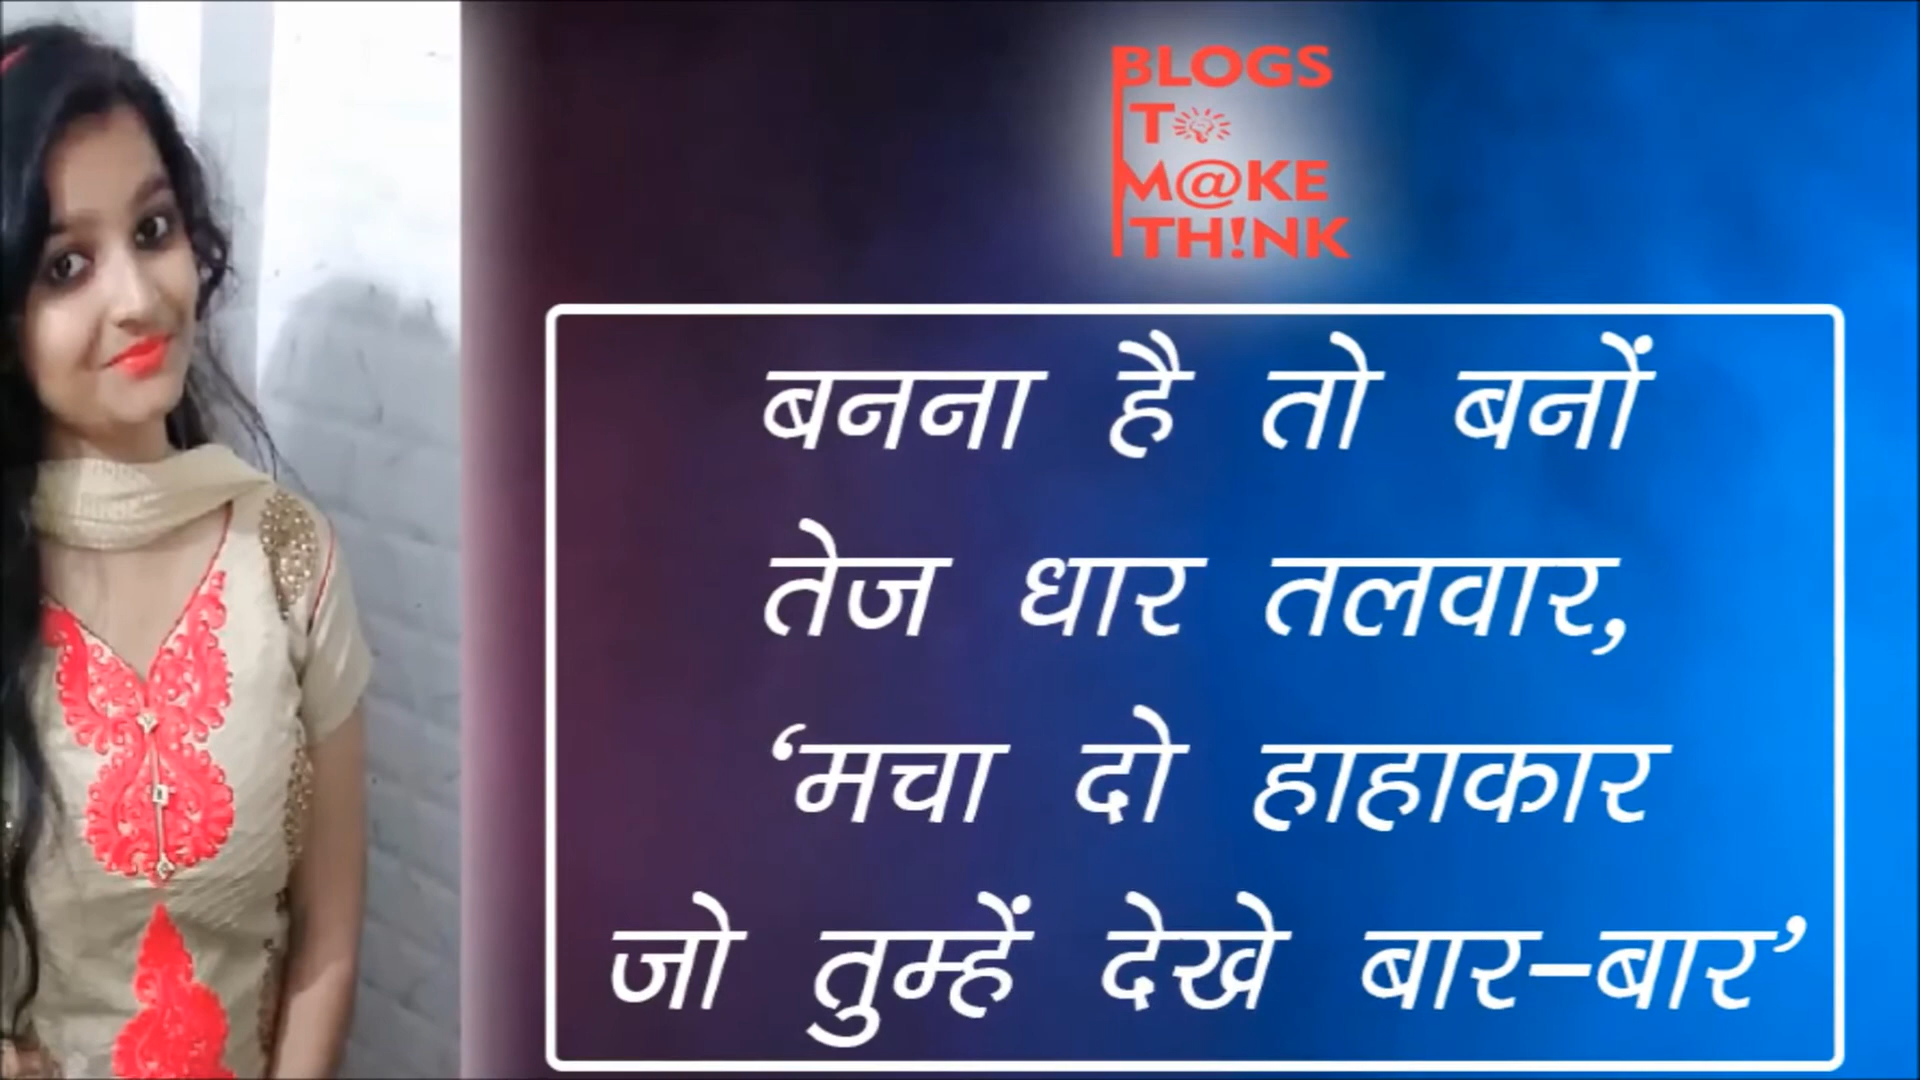 BLOGS
TO
M@KE
TH!NK
बनना है तो बनों
तेज धार तलवार,
‘मचा दो हाहाकार
जो तुम्हें देखे बार-बार’